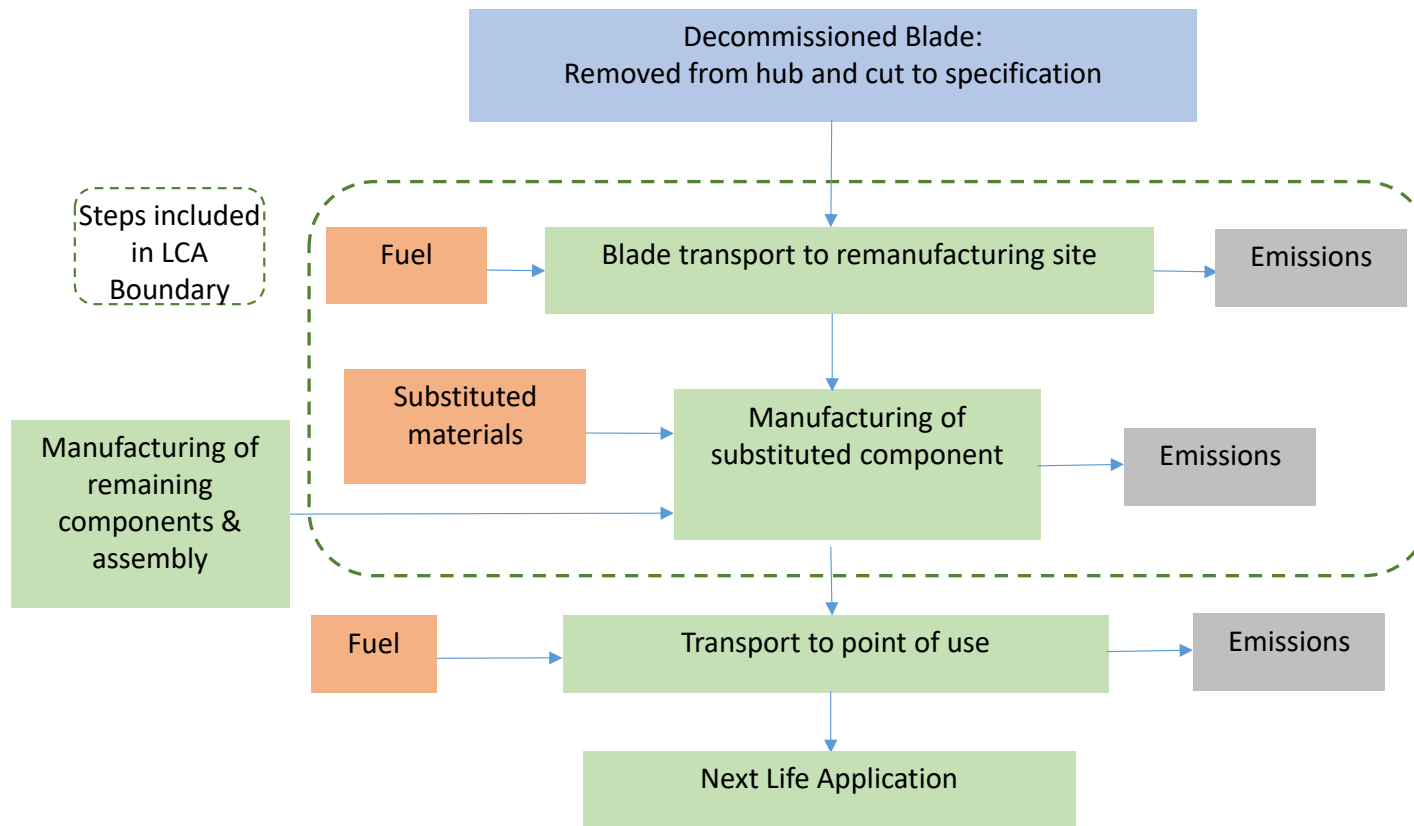 Decommissioned Blade:
Removed from hub and cut to specification
Steps included
in LCA
Boundary
Fuel
Blade transport to remanufacturing site
Emissions
Substituted
materials
Manufacturing of
substituted component
Emissions
Manufacturing of
remaining
components &
assembly
Fuel
Transport to point of use
Emissions
Next Life Application